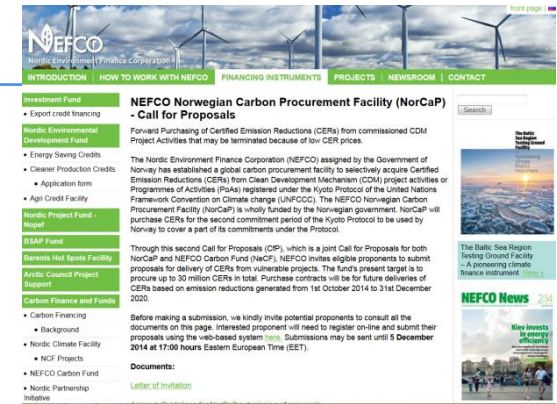 front page |
NEFCO
Nordic Environment Finance Corporation
INTRODUCTION | HOW TO WORK WITH NEFCO | FINANCING INSTRUMENTS | PROJECTS | NEWSROOM | CONTACT
Investment Fund
• Export credit financing
Nordic Environmental
Development Fund
• Energy Saving Credits
• Cleaner Production Credits
• Application form
• Agri Credit Facility
Nordic Project Fund -
Nopef
BSAP Fund
Barents Hot Spots Facility
Arctic Council Project
Support
Carbon Finance and Funds
• Carbon Financing
• Background
• Nordic Climate Facility
• NCF Projects
• NEFCO Carbon Fund
• Nordic Partnership
Initiative
NEFCO Norwegian Carbon Procurement Facility (NorCaP)
- Call for Proposals
Forward Purchasing of Certified Emission Reductions (CERs) from commissioned CDM
Project Activities that may be terminated because of low CER prices.
The Nordic Environment Finance Corporation (NEFCO) assigned by the Government of
Norway has established a global carbon procurement facility to selectively acquire Certified
Emission Reductions (CERs) from Clean Development Mechanism (CDM) project activities or
Programmes of Activities (PoAs) registered under the Kyoto Protocol of the United Nations
Framework Convention on Climate change (UNFCCC). The NEFCO Norwegian Carbon
Procurement Facility (NorCaP) is wholly funded by the Norwegian government. NorCaP will
purchase CERs for the second commitment period of the Kyoto Protocol to be used by
Norway to cover a part of its commitments under the Protocol.
Through this second Call for Proposals (CfP), which is a joint Call for Proposals for both
NorCaP and NEFCO Carbon Fund (NeCF), NEFCO invites eligible proponents to submit
proposals for delivery of CERs from vulnerable projects. The fund's present target is to
procure up to 30 million CERs in total. Purchase contracts will be for future deliveries of
CERs based on emission reductions generated from 1st October 2014 to 31st December
2020.
Before making a submission, we kindly invite potential proponents to consult all the
documents on this page. Interested proponent will need to register on-line and submit their
proposals using the web-based system here. Submissions may be sent until 5 December
2014 at 17:00 hours Eastern European Time (EET).
Documents:
Letter of Invitation
Search
The Baltic
Sea Region
Testing Ground
Facility
The Baltic Sea Region
Testing Ground Facility
– A pioneering climate
finance instrument. Here »
NEFCO News 2.14
Kiev invests
in energy
efficiency